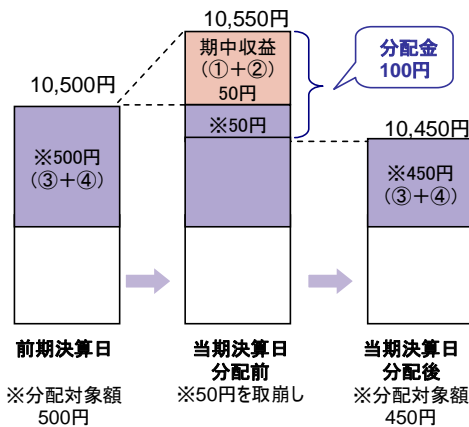 10,550円
期中収益
(①+②)
50円
分配金
100円
10,500円
※50円
10,450円
※500円
(③+④)
※450円
(③+④)
前期決算日
当期決算日
分配前
当期決算日
分配後
※分配対象額
500円
※50円を取崩し
※分配対象額
450円